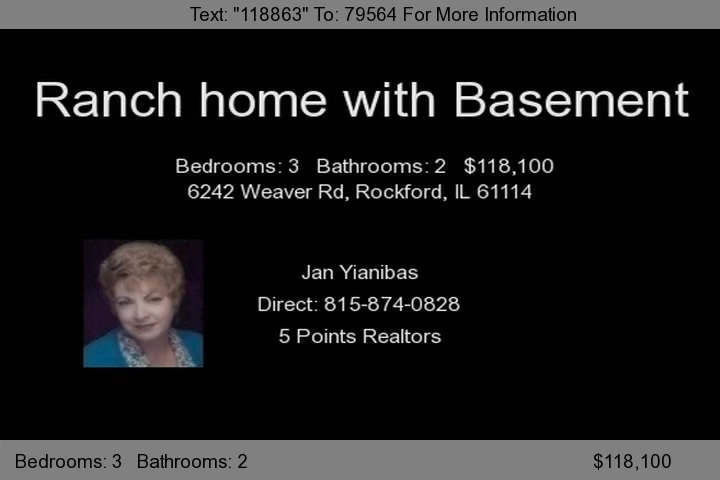 Text: "118863" To: 79564 For More Information
Ranch home with Basement
Bedrooms: 3 Bathrooms: 2 $118,100
6242 Weaver Rd, Rockford, IL 61114
Jan Yianibas
Direct: 815-874-0828
5 Points Realtors
Bedrooms: 3 Bathrooms: 2 $118,100